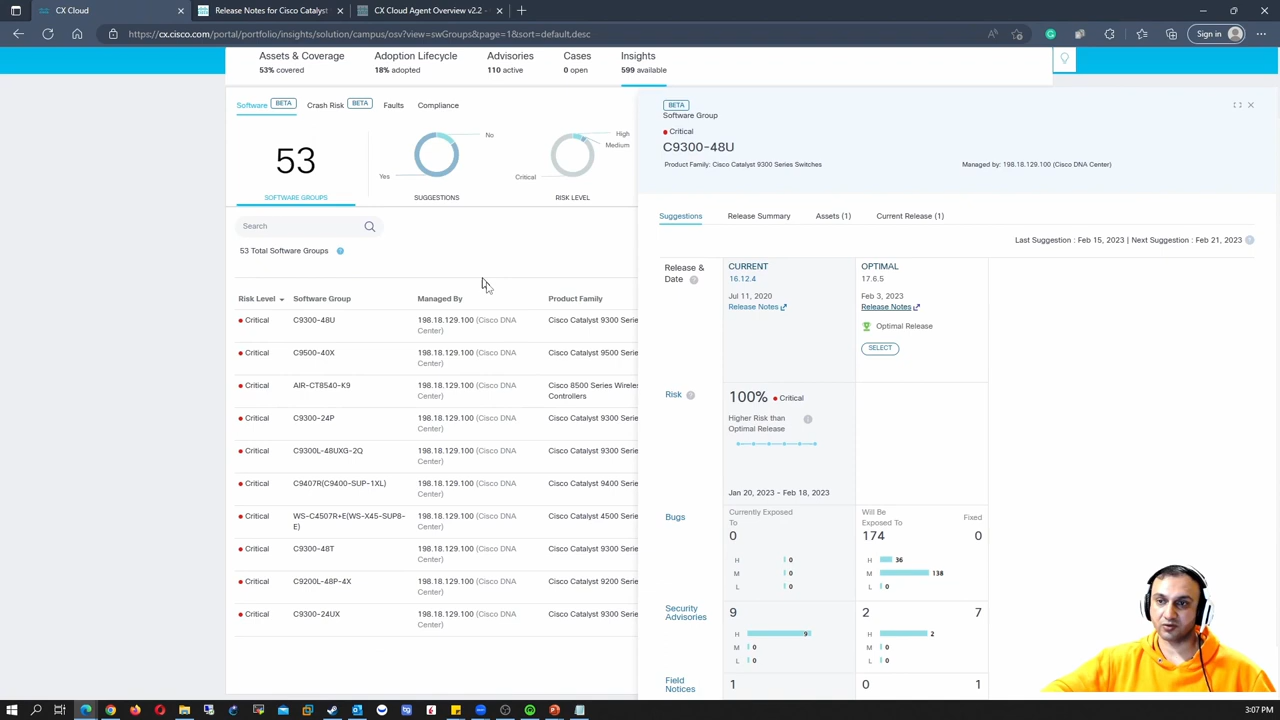 CX Cloud
Release Notes for Catalyst
CX Cloud Agent Overview v2.2 -
https://cx.cisco.com/portfolio/insights/solution/campus/osv?view=swGroups&page=1&sort=default.desc
Sign in
Assets & Coverage
53% covered
Adoption Lifecycle
18% adopted
Advisories
110 active
Cases
0 open
Insights
599 available
Software BETA
Crash Risk BETA
Faults
Compliance
53
SOFTWARE GROUPS
No
Yes
SUGGESTIONS
High
Medium
Critical
RISK LEVEL
Search
53 Total Software Groups
Risk Level Software Group Managed By Product Family
Critical C9300-48U 198.18.129.100 (Cisco DNA Cisco Catalyst 9300 Serie
Center)
Critical C9500-40X 198.18.129.100 (Cisco DNA Cisco Catalyst 9500 Serie
Center)
Critical AIR-CT8540-K9 198.18.129.100 (Cisco DNA Cisco 8500 Series Wirele
Center) Controllers
Critical C9300-24P 198.18.129.100 (Cisco DNA Cisco Catalyst 9300 Serie
Center)
Critical C9300L-48UXG-2Q 198.18.129.100 (Cisco DNA Cisco Catalyst 9300 Serie
Center)
Critical C9407R(C9400-SUP-1XL) 198.18.129.100 (Cisco DNA Cisco Catalyst 9400 Serie
Center)
Critical WS-C4507R+E(WS-X45-SUP8- 198.18.129.100 (Cisco DNA Cisco Catalyst 4500 Serie
E) Center)
Critical C9300-48T 198.18.129.100 (Cisco DNA Cisco Catalyst 9300 Serie
Center)
Critical C9200L-48P-4X 198.18.129.100 (Cisco DNA Cisco Catalyst 9200 Serie
Center)
Critical C9300-24UX 198.18.129.100 (Cisco DNA Cisco Catalyst 9300 Serie
Center)
BETA
Software Group
Critical
C9300-48U
Product Family: Cisco Catalyst 9300 Series Switches
Managed by: 198.18.129.100 (Cisco DNA Center)
Suggestions
Release Summary
Assets (1)
Current Release (1)
Last Suggestion : Feb 15, 2023 | Next Suggestion : Feb 21, 2023
Release &
Date
CURRENT
16.12.4
Jul 11, 2020
Release Notes
OPTIMAL
17.6.5
Feb 3, 2023
Release Notes
Optimal Release
SELECT
Risk
100% Critical
Higher Risk than
Optimal Release
Jan 20, 2023 - Feb 18, 2023
Bugs
Currently Exposed
To
0
H 0
M 0
L 0
Will Be
Exposed To
174
Fixed
0
H 36
M 138
L 0
Security
Advisories
9
H 9
M 0
L 0
2 7
H 2
M 0
L 0
Field
Notices
1
0 1
3:07 PM